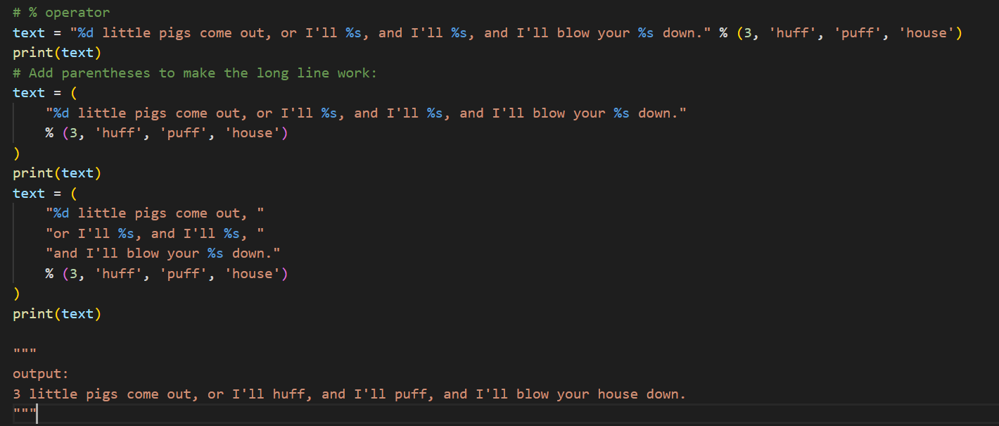 # % operator
text = "%d little pigs come out, or I'll %s, and I'll %s, and I'll blow your %s down." % (3, 'huff', 'puff', 'house')
print(text)
# Add parentheses to make the long line work:
text = (
    "%d little pigs come out, or I'll %s, and I'll %s, and I'll blow your %s down."
    % (3, 'huff', 'puff', 'house')
)
print(text)
text = (
    "%d little pigs come out, "
    "or I'll %s, and I'll %s, "
    "and I'll blow your %s down."
    % (3, 'huff', 'puff', 'house')
)
print(text)

"""
output:
3 little pigs come out, or I'll huff, and I'll puff, and I'll blow your house down.
"""